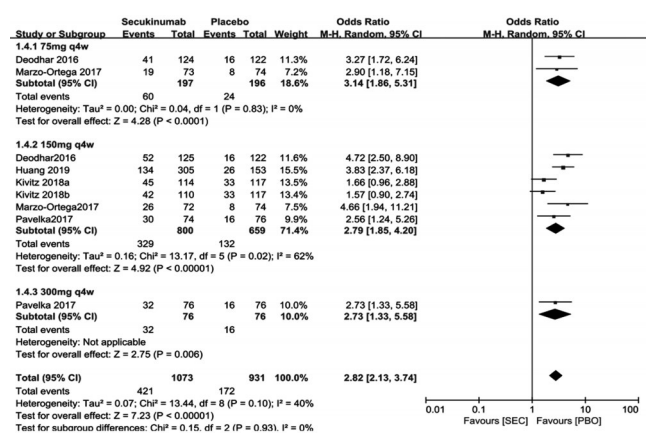 Secukinumab Placebo Odds Ratio Odds Ratio
Study or Subgroup Events Total Events Total Weight M-H. Random. 95% CI M-H. Random. 95% CI
1.4.1 75mg q4w
Deodhar 2016 41 124 16 122 11.3% 3.27 [1.72, 6.24]
Marzo-Ortega 2017 19 73 8 74 7.2% 2.90 [1.18, 7.15]
Subtotal (95% CI) 197 196 18.6% 3.14 [1.86, 5.31]
Total events 60 24
Heterogeneity: Tau² = 0.00; Chi² = 0.04, df = 1 (P = 0.83); I² = 0%
Test for overall effect: Z = 4.28 (P < 0.0001)
1.4.2 150mg q4w
Deodhar2016 52 125 16 122 11.6% 4.72 [2.50, 8.90]
Huang 2019 134 305 26 153 14.7% 3.83 [2.37, 6.18]
Kivitz 2018a 45 114 33 117 13.5% 1.66 [0.96, 2.88]
Kivitz 2018b 42 110 33 117 13.4% 1.57 [0.90, 2.74]
Marzo-Ortega2017 26 72 8 74 7.4% 4.66 [1.94, 11.21]
Pavelka2017 30 74 16 76 9.9% 2.56 [1.24, 5.26]
Subtotal (95% CI) 800 659 71.4% 2.79 [1.85, 4.20]
Total events 329 132
Heterogeneity: Tau² = 0.16; Chi² = 13.17, df = 5 (P = 0.02); I² = 62%
Test for overall effect: Z = 4.92 (P < 0.00001)
1.4.3 300mg q4w
Pavelka 2017 32 76 16 76 10.0% 2.73 [1.33, 5.58]
Subtotal (95% CI) 76 76 10.0% 2.73 [1.33, 5.58]
Total events 32 16
Heterogeneity: Not applicable
Test for overall effect: Z = 2.75 (P = 0.006)
Total (95% CI) 1073 931 100.0% 2.82 [2.13, 3.74]
Total events 421 172
Heterogeneity: Tau² = 0.07; Chi² = 13.44, df = 8 (P = 0.10); I² = 40%
Test for overall effect: Z = 7.23 (P < 0.00001)
Test for subgroup differences: Chi² = 0.15. df = 2 (P = 0.93). I² = 0%
0.01 0.1 1 10 100
Favours [SEC] Favours [PBO]